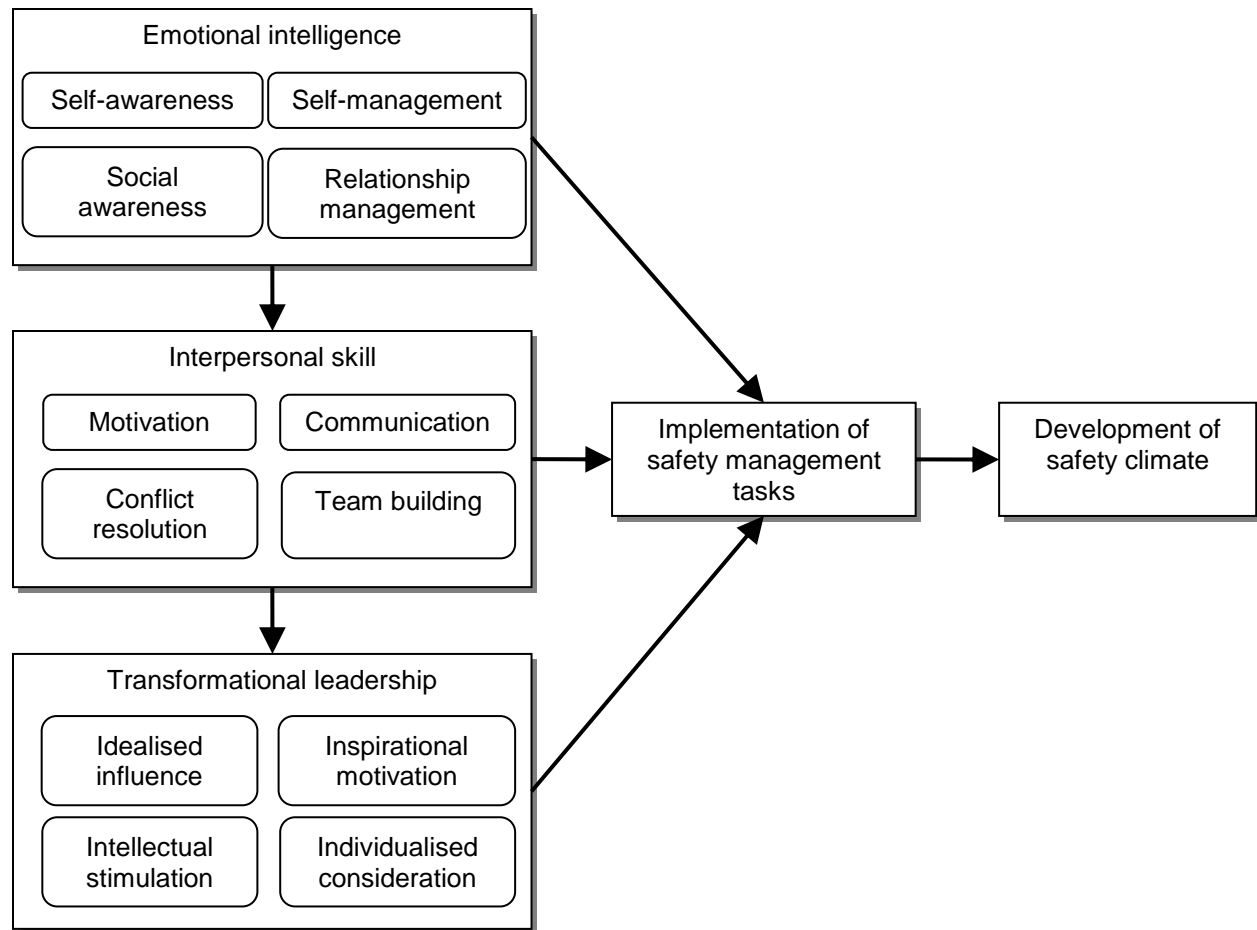 Emotional intelligence
Self-awareness
Self-management
Social
awareness
Relationship
management
Interpersonal skill
Motivation
Communication
Conflict
resolution
Team building
Transformational leadership
Idealised
influence
Inspirational
motivation
Intellectual
stimulation
Individualised
consideration
Implementation of
safety management
tasks
Development of
safety climate